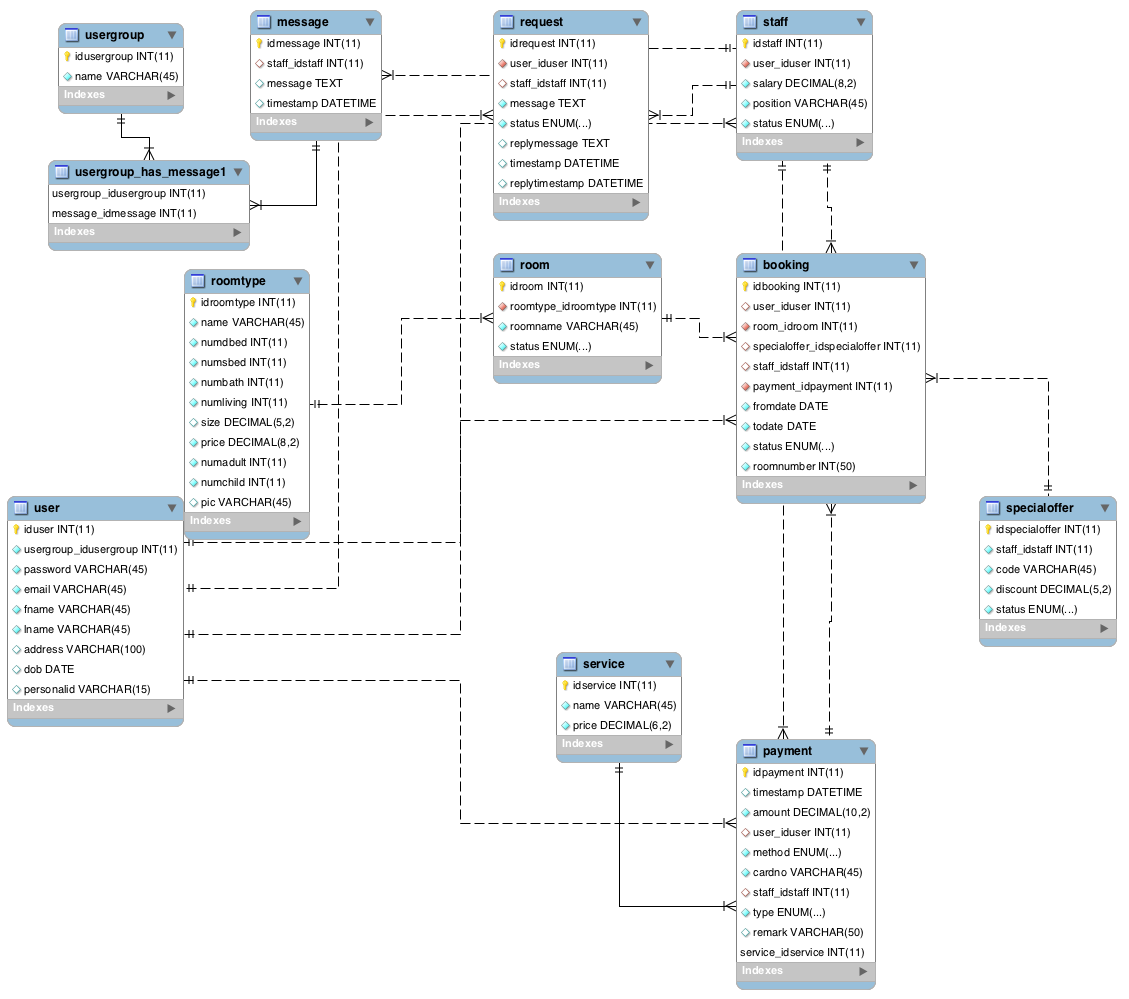 usergroup
idusergroup INT(11)
name VARCHAR(45)
Indexes
message
idmessage INT(11)
staff_idstaff INT(11)
message TEXT
timestamp DATETIME
Indexes
request
idrequest INT(11)
user_iduser INT(11)
staff_idstaff INT(11)
message TEXT
status ENUM(...)
replymessage TEXT
timestamp DATETIME
replytimestamp DATETIME
Indexes
staff
idstaff INT(11)
user_iduser INT(11)
salary DECIMAL(8,2)
position VARCHAR(45)
status ENUM(...)
Indexes
usergroup_has_message1
usergroup_idusergroup INT(11)
message_idmessage INT(11)
Indexes
roomtype
idroomtype INT(11)
name VARCHAR(45)
numdbed INT(11)
numsbed INT(11)
numbath INT(11)
numliving INT(11)
size DECIMAL(5,2)
price DECIMAL(8,2)
numadult INT(11)
numchild INT(11)
pic VARCHAR(45)
Indexes
room
idroom INT(11)
roomtype_idroomtype INT(11)
roomname VARCHAR(45)
status ENUM(...)
Indexes
booking
idbooking INT(11)
user_iduser INT(11)
room_idroom INT(11)
specialoffer_idspecialoffer INT(11)
staff_idstaff INT(11)
payment_idpayment INT(11)
fromdate DATE
todate DATE
status ENUM(...)
roomnumber INT(50)
Indexes
user
iduser INT(11)
usergroup_idusergroup INT(11)
password VARCHAR(45)
email VARCHAR(45)
fname VARCHAR(45)
lname VARCHAR(45)
address VARCHAR(100)
dob DATE
personalid VARCHAR(15)
Indexes
specialoffer
idspecialoffer INT(11)
staff_idstaff INT(11)
code VARCHAR(45)
discount DECIMAL(5,2)
status ENUM(...)
Indexes
service
idservice INT(11)
name VARCHAR(45)
price DECIMAL(6,2)
Indexes
payment
idpayment INT(11)
timestamp DATETIME
amount DECIMAL(10,2)
user_iduser INT(11)
method ENUM(...)
cardno VARCHAR(45)
staff_idstaff INT(11)
type ENUM(...)
remark VARCHAR(50)
service_idservice INT(11)
Indexes